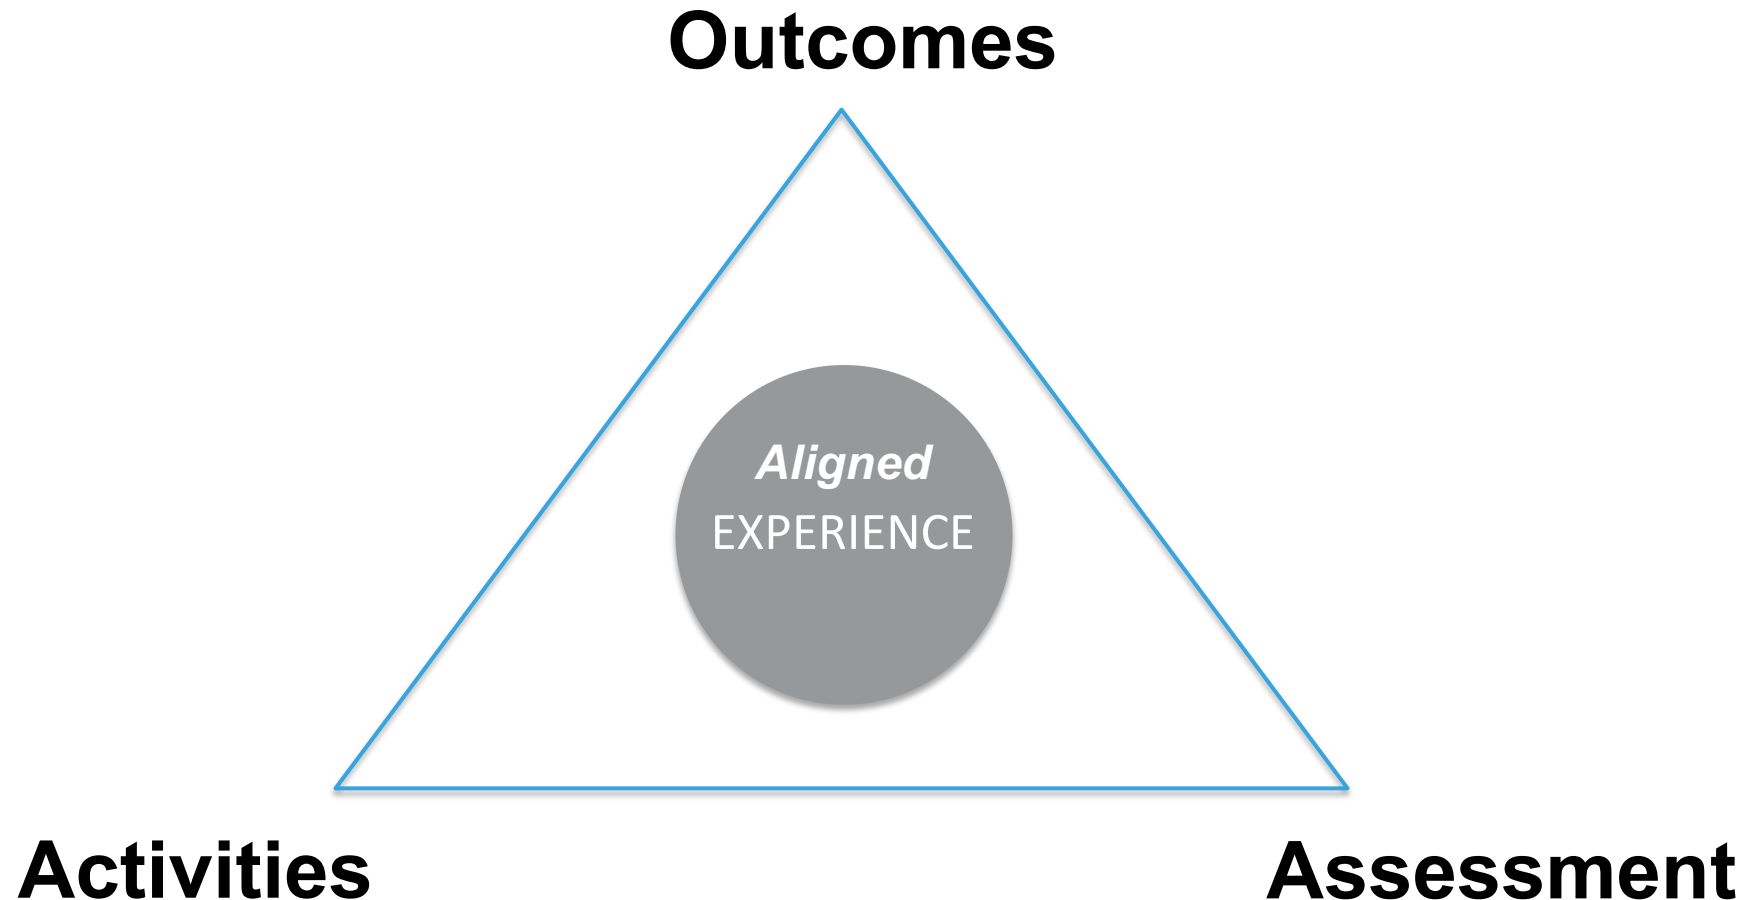 Outcomes
Aligned
EXPERIENCE
Activities
Assessment